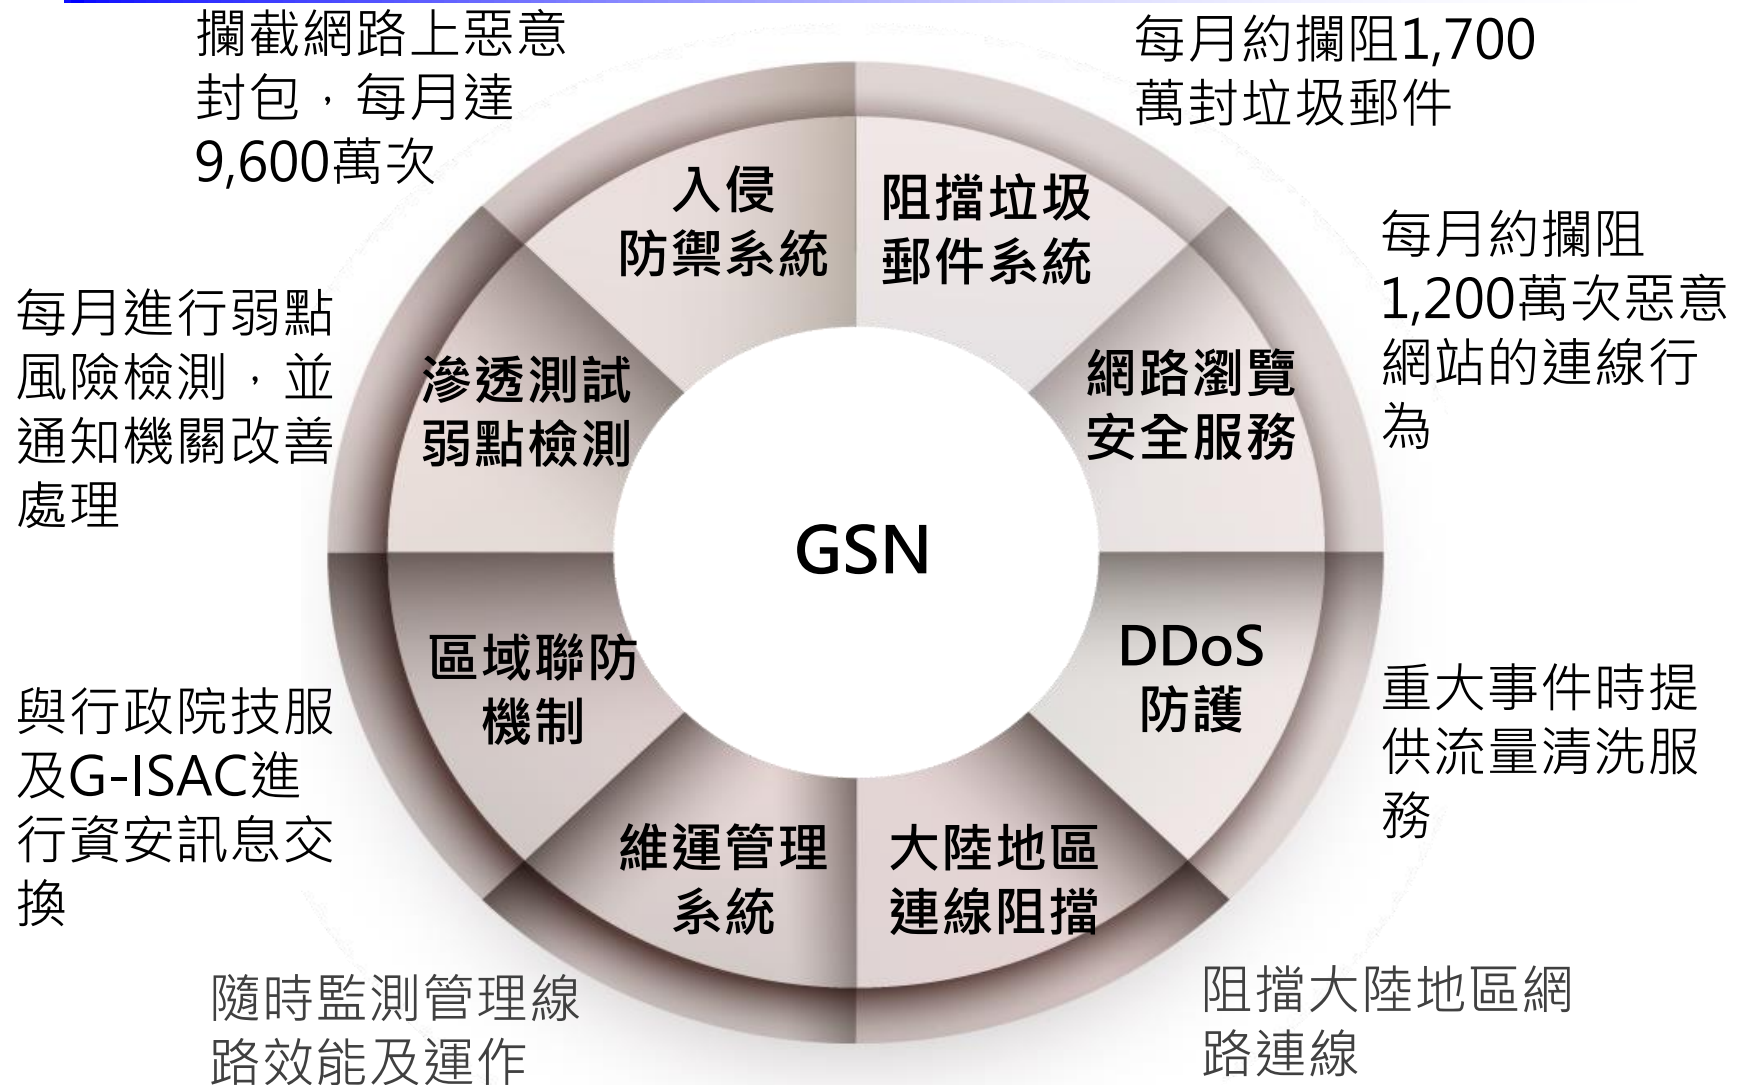 攔截網路上惡意
封包，每月達
9,600萬次
每月約攔阻1,700
萬封垃圾郵件
入侵
防禦系統
阻擋垃圾
郵件系統
每月約攔阻
1,200萬次惡意
網站的連線行
為
每月進行弱點
風險檢測，並
通知機關改善
處理
滲透測試
弱點檢測
網路瀏覽
安全服務
GSN
區域聯防
機制
DDoS
防護
與行政院技服
及G-ISAC進
行資安訊息交
換
重大事件時提
供流量清洗服
務
維運管理
系統
大陸地區
連線阻擋
隨時監測管理線
路效能及運作
阻擋大陸地區網
路連線